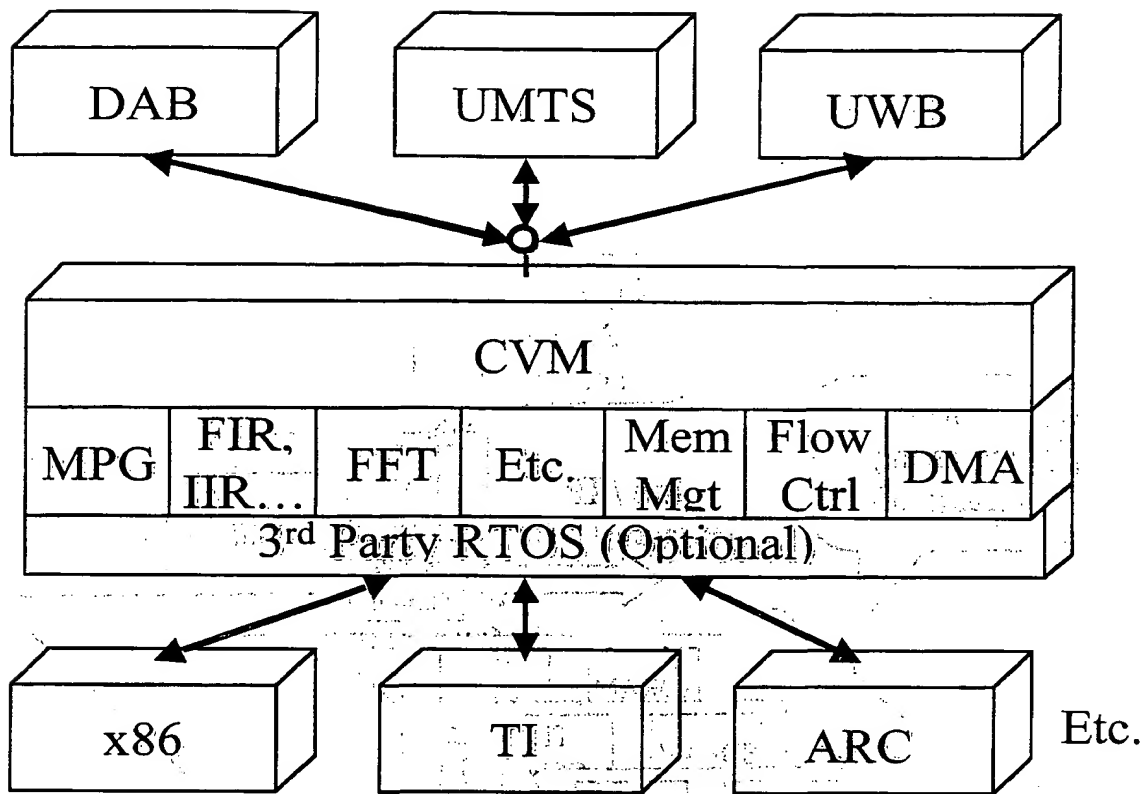 DAB
UMTS
UWB
CVM
MPG
FIR,
IIR...
FFT
Etc.
Mem
Mgt
Flow
Ctrl
DMA
3rd Party RTOS (Optional)
x86
TI
ARC
Etc.